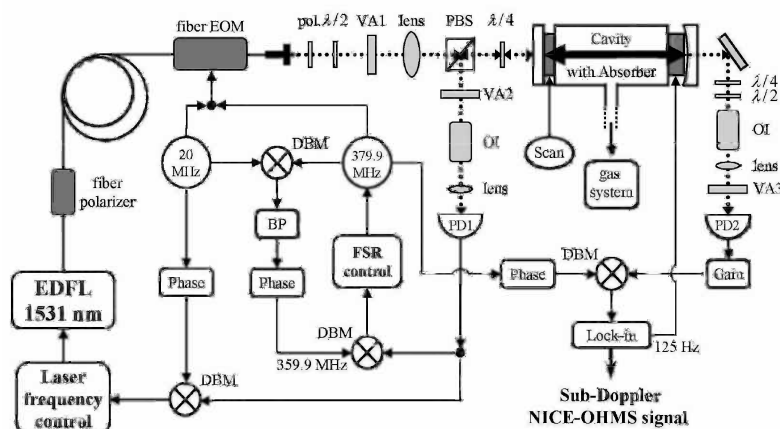 fiber EOM
pol. λ/2
VA1
lens
PBS
λ/4
Cavity
with Absorber
λ/4
λ/2
OI
lens
VA3
PD2
Gain
VA2
OI
lens
PD1
Scan
gas
system
20
MHz
DBM
379.9
MHz
fiber
polarizer
BP
FSR
control
Phase
Phase
Phase
DBM
EDFL
1531 nm
DBM
359.9 MHz
Lock-in
125 Hz
Laser
frequency
control
DBM
Sub-Doppler
NICE-OHMS signal